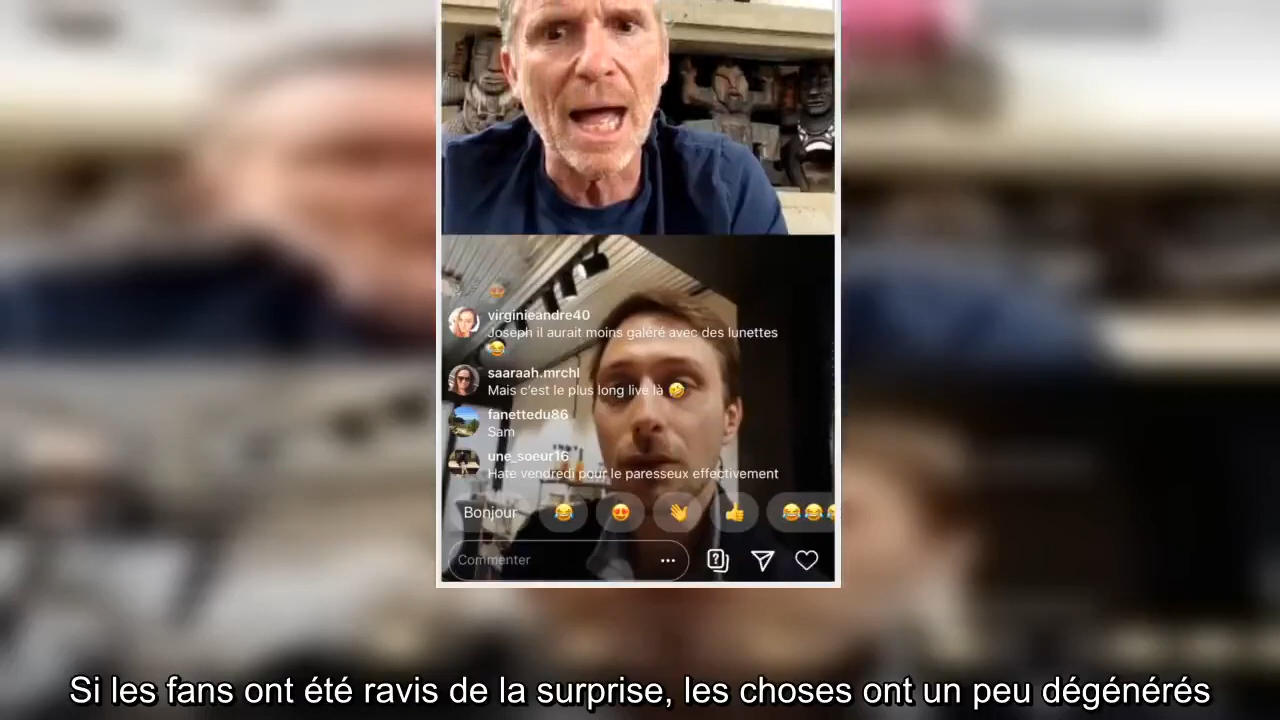 virginieandre40
Joseph il aurait moins galéré avec des lunettes
😂
saaraah.mrchl
Mais c'est le plus long live là 🤣
fanettedu86
Sam
une_soeur16
Hate vendredi pour le paresseux effectivement
Bonjour 😂 😍 👋 👍 😂😂😂
Commenter
Si les fans ont été ravis de la surprise, les choses ont un peu dégénérés